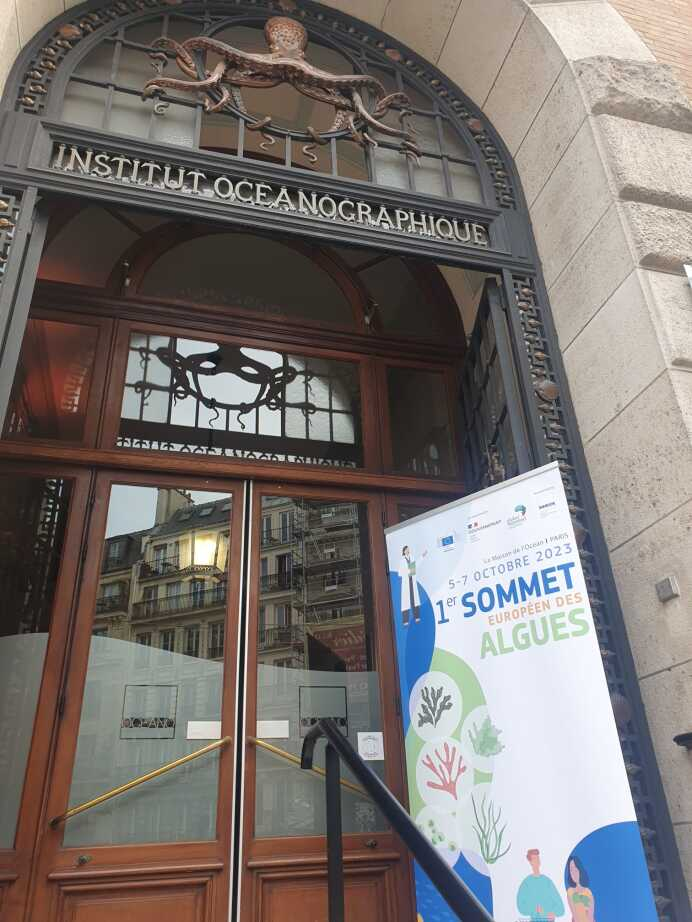 INSTITUT OCEANOGRAPHIQUE
La Maison de l'Océan | PARIS
5-7 OCTOBRE 2023
1er SOMMET
EUROPÉEN DES
ALGUES
OCEANO